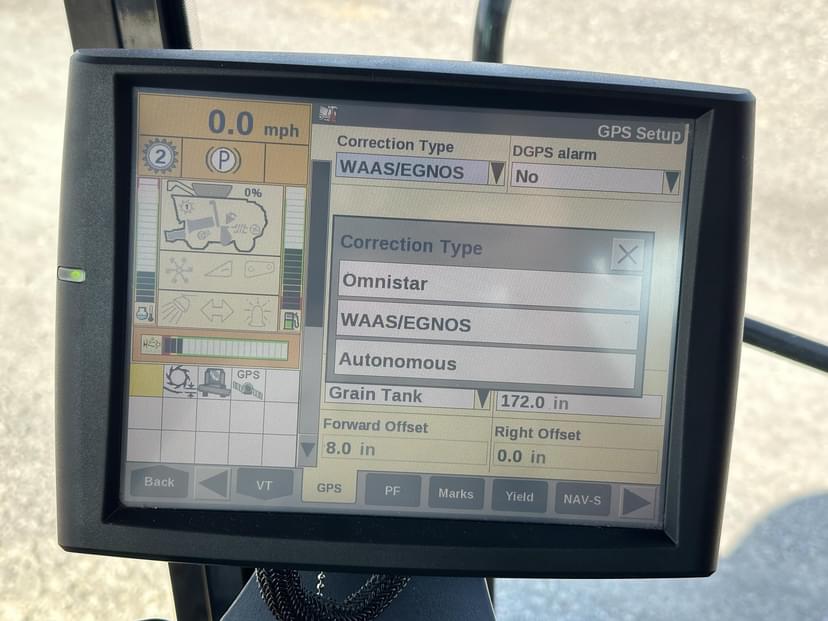 0.0 mph
GPS Setup
Correction Type
DGPS alarm
WAAS/EGNOS
No
2
P
0%
Correction Type
Omnistar
WAAS/EGNOS
Autonomous
GPS
Grain Tank
172.0 in
Forward Offset
Right Offset
8.0 in
0.0 in
Back
VT
GPS
PF
Marks
Yield
NAV-S